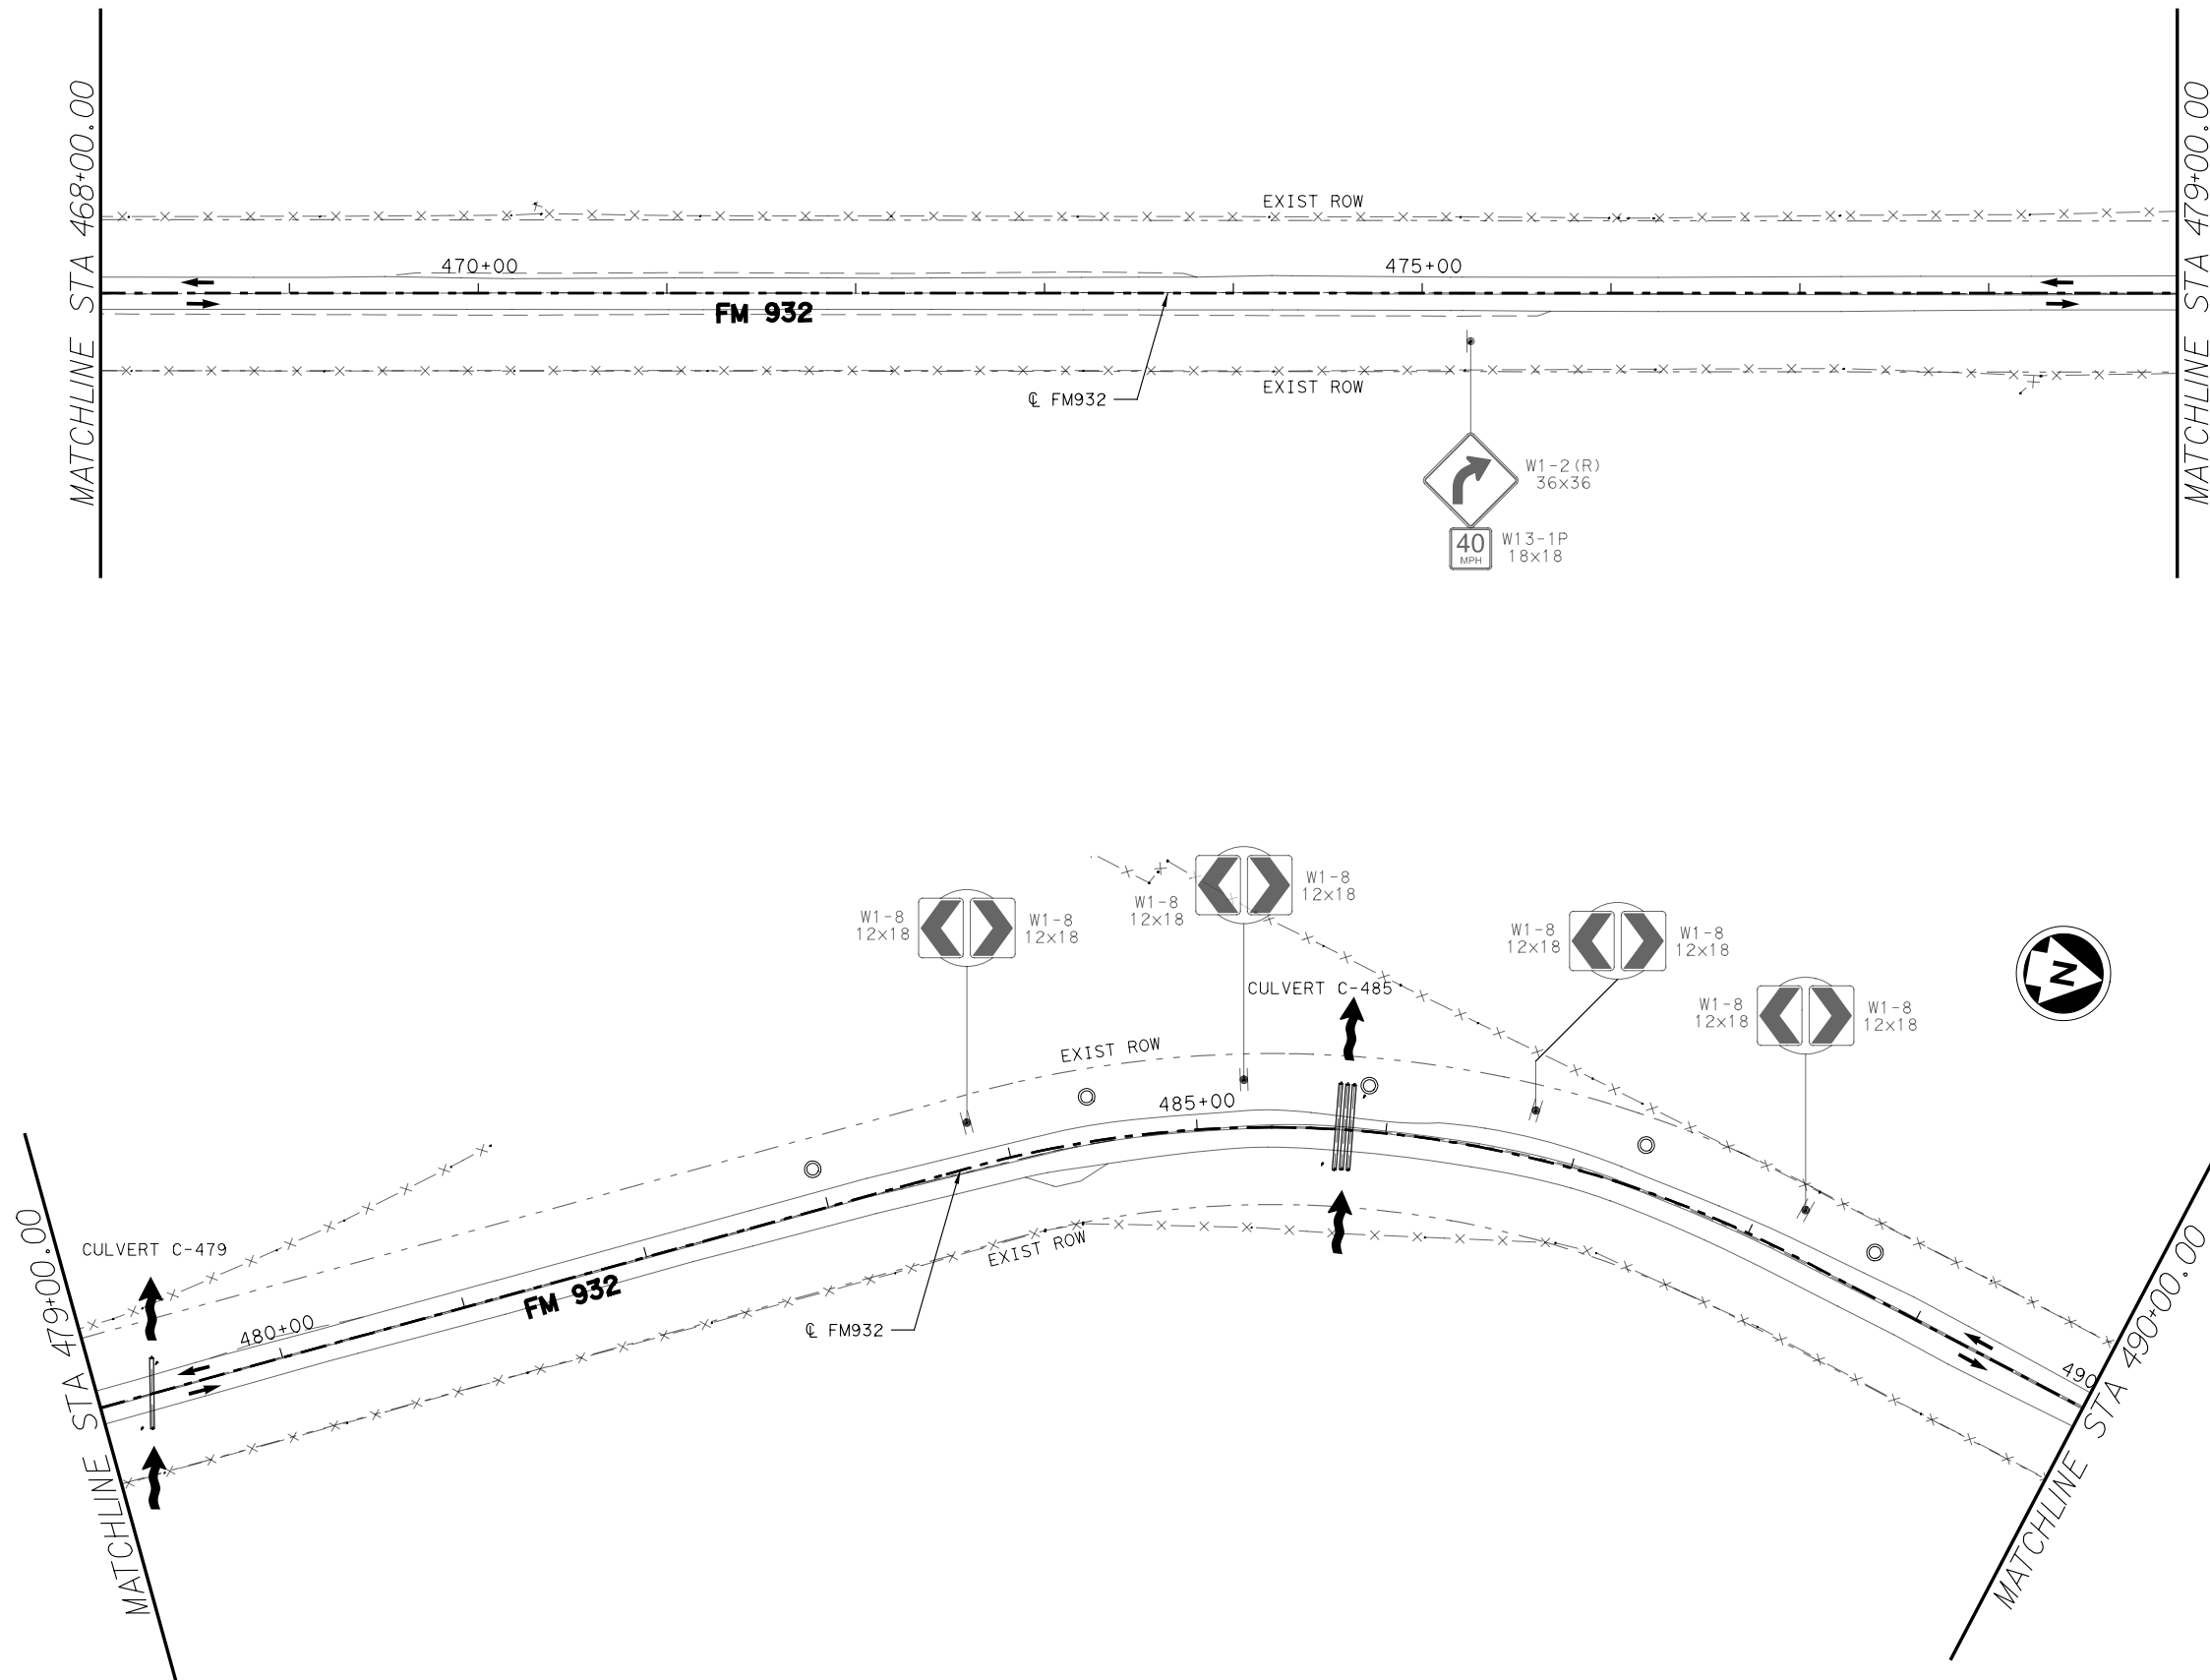 MATCHLINE STA 468+00.00
EXIST ROW
470+00
475+00
FM 932
℄ FM932
EXIST ROW
W1-2(R)
36x36
40
MPH
W13-1P
18x18
MATCHLINE STA 479+00.00
MATCHLINE STA 479+00.00
CULVERT C-479
480+00
FM 932
℄ FM932
W1-8
12x18
W1-8
12x18
W1-8
12x18
W1-8
12x18
W1-8
12x18
W1-8
12x18
W1-8
12x18
W1-8
12x18
CULVERT C-485
EXIST ROW
485+00
EXIST ROW
N
490
MATCHLINE STA 490+00.00